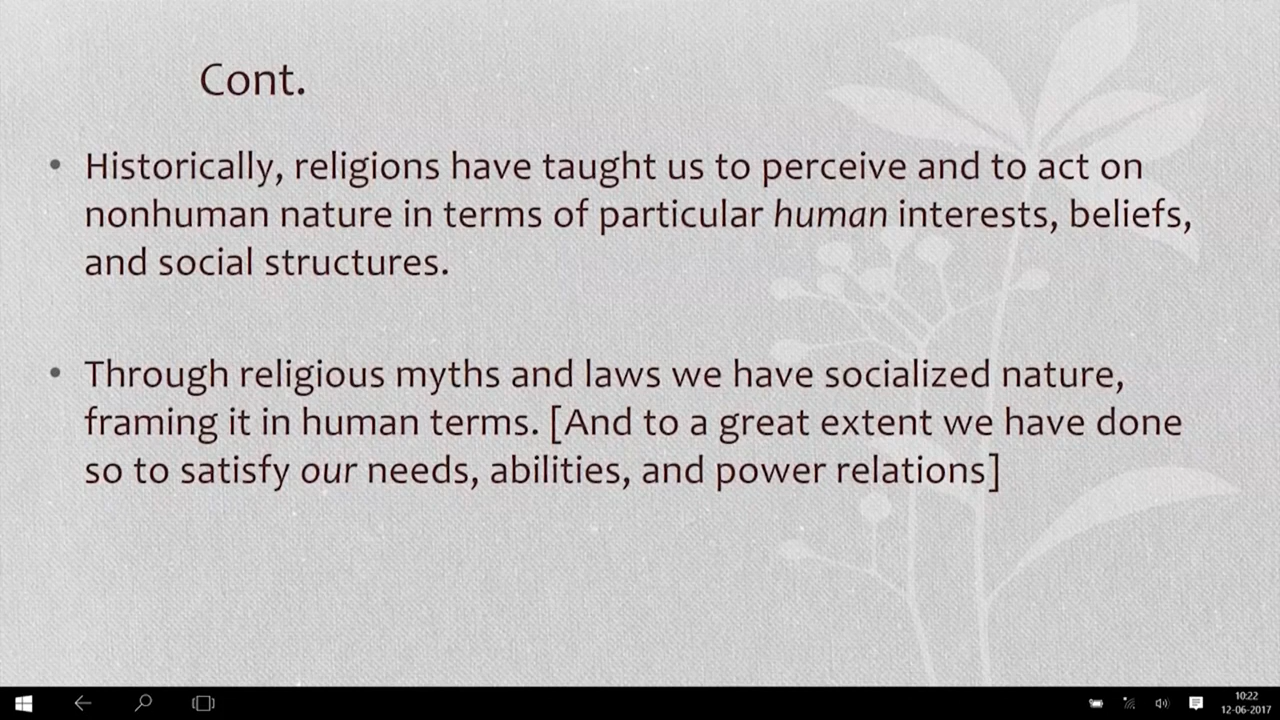 Cont.
• Historically, religions have taught us to perceive and to act on
nonhuman nature in terms of particular human interests, beliefs,
and social structures.
• Through religious myths and laws we have socialized nature,
framing it in human terms. [And to a great extent we have done
so to satisfy our needs, abilities, and power relations]
10:22
12-06-2017